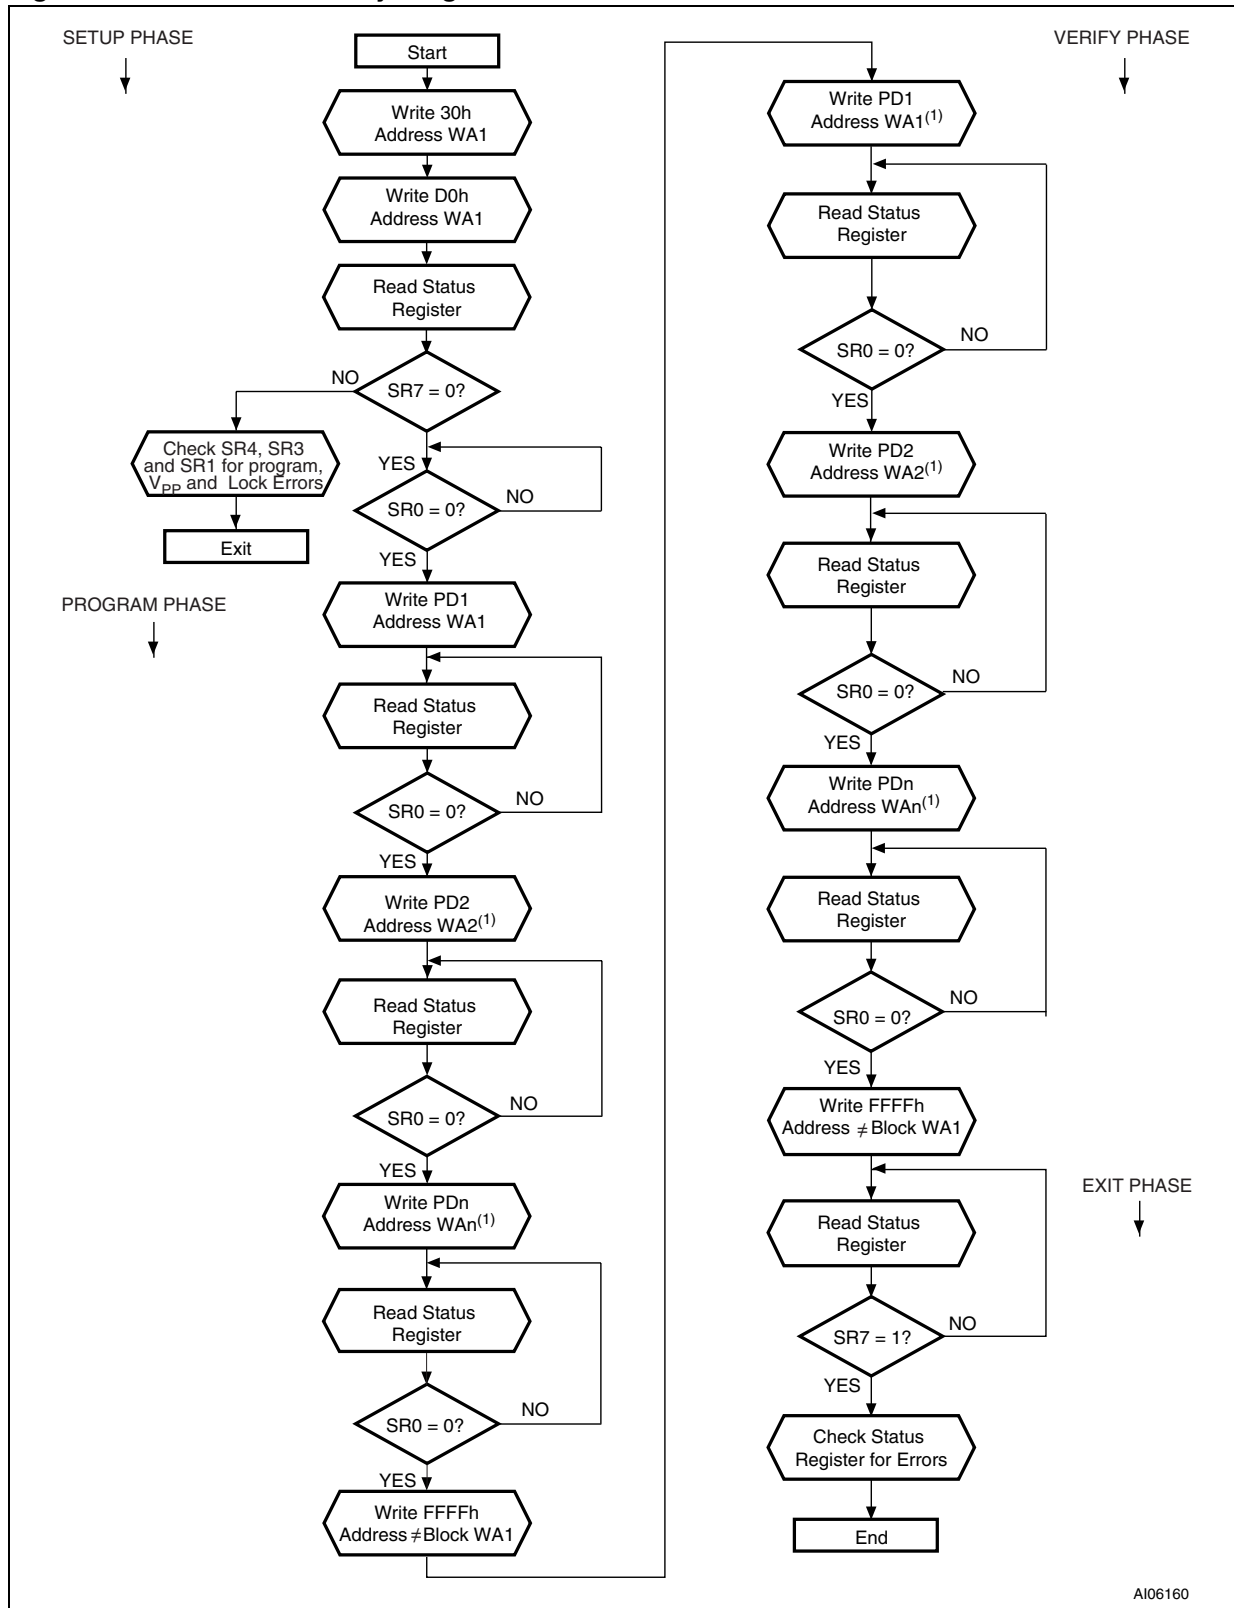 SETUP PHASE
Start
Write 30h
Address WA1
Write D0h
Address WA1
Read Status
Register
NO
SR7 = 0?
Check SR4, SR3
and SR1 for program,
VPP and Lock Errors
Exit
YES
SR0 = 0?
NO
YES
PROGRAM PHASE
Write PD1
Address WA1
Read Status
Register
SR0 = 0?
NO
YES
Write PD2
Address WA2(1)
Read Status
Register
SR0 = 0?
NO
YES
Write PDn
Address WAn(1)
Read Status
Register
SR0 = 0?
NO
YES
Write FFFFh
Address ≠ Block WA1
VERIFY PHASE
Write PD1
Address WA1(1)
Read Status
Register
SR0 = 0?
NO
YES
Write PD2
Address WA2(1)
Read Status
Register
SR0 = 0?
NO
YES
Write PDn
Address WAn(1)
Read Status
Register
SR0 = 0?
NO
YES
Write FFFFh
Address ≠ Block WA1
EXIT PHASE
Read Status
Register
SR7 = 1?
NO
YES
Check Status
Register for Errors
End
AI06160